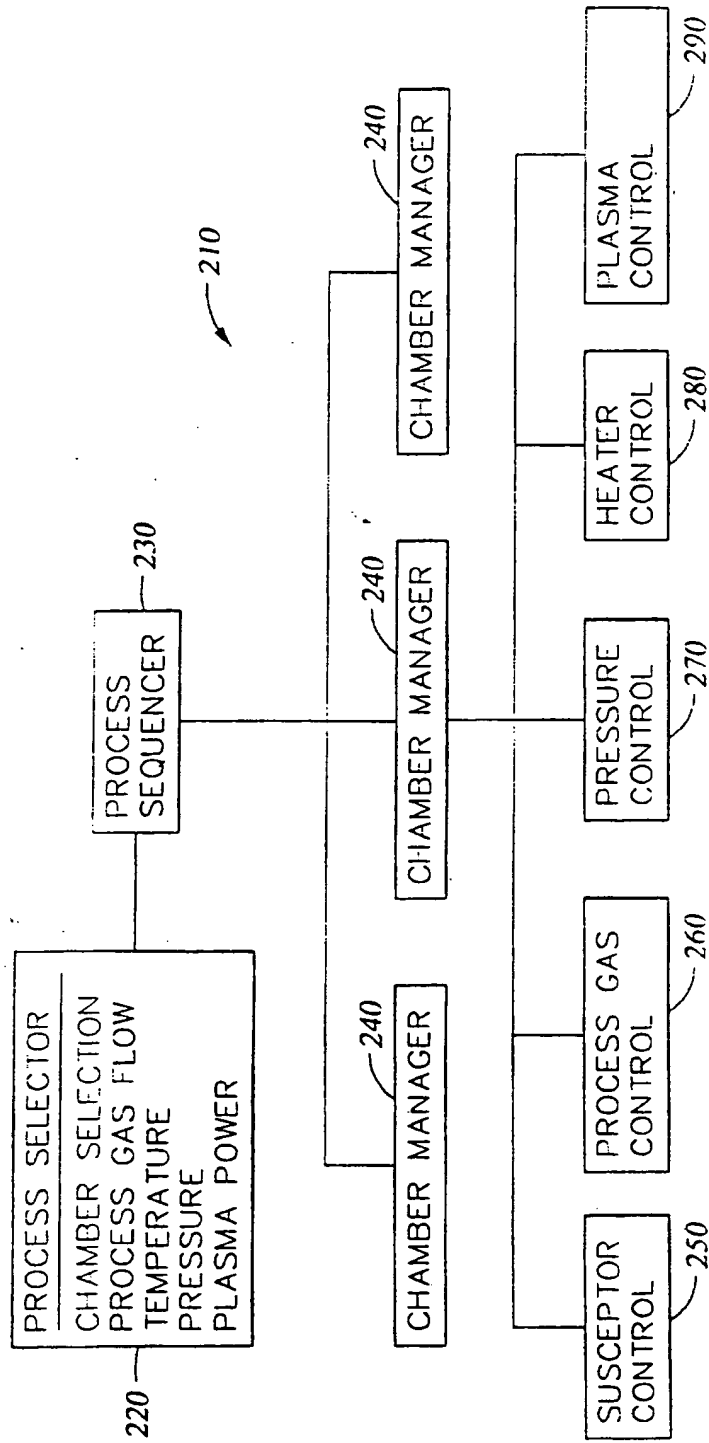 PROCESS SELECTOR
CHAMBER SELECTION
PROCESS GAS FLOW
TEMPERATURE
PRESSURE
PLASMA POWER
220
PROCESS
SEQUENCER
230
210
CHAMBER MANAGER
240
CHAMBER MANAGER
240
CHAMBER MANAGER
240
SUSCEPTOR
CONTROL
250
PROCESS GAS
CONTROL
260
PRESSURE
CONTROL
270
HEATER
CONTROL
280
PLASMA
CONTROL
290